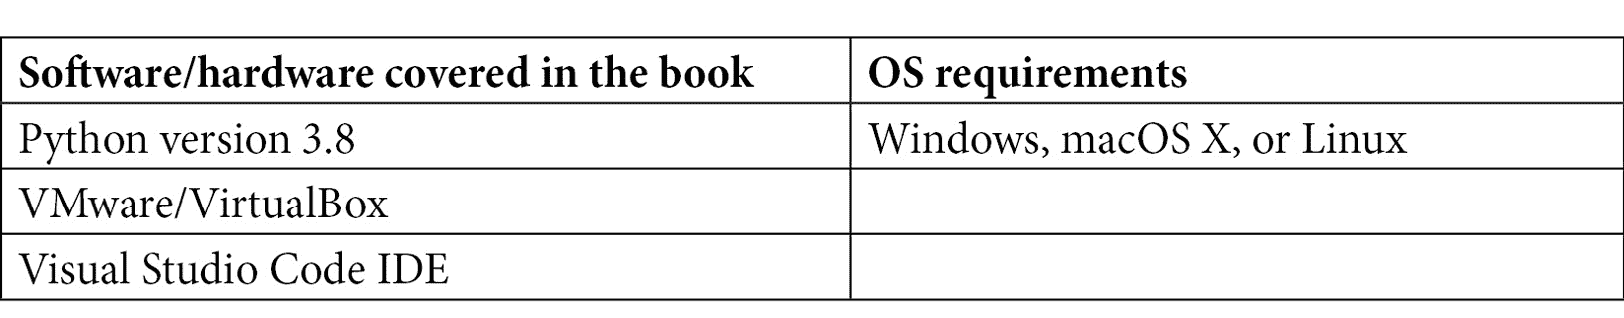 Software/hardware covered in the book OS requirements
Python version 3.8 Windows, macOS X, or Linux
VMware/VirtualBox
Visual Studio Code IDE